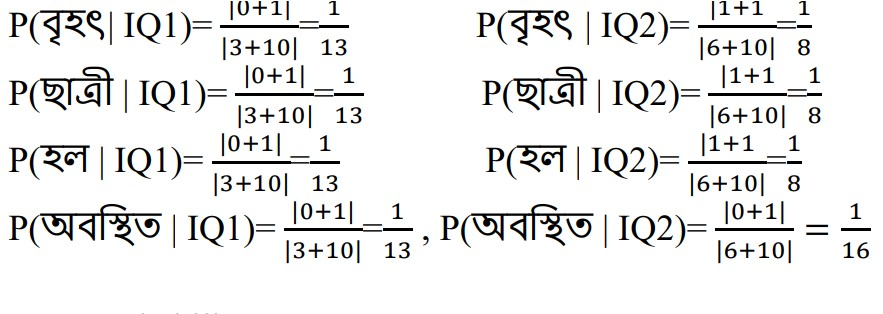 P(বৃহৎ| IQ1)= |0+1| / |3+10| = 1/13 P(বৃহৎ | IQ2)= |1+1 / |6+10| = 1/8
P(ছাত্রী | IQ1)= |0+1| / |3+10| = 1/13 P(ছাত্রী | IQ2)= |1+1 / |6+10| = 1/8
P(হল | IQ1)= |0+1| / |3+10| = 1/13 P(হল | IQ2)= |1+1 / |6+10| = 1/8
P(অবস্থিত | IQ1)= |0+1| / |3+10| = 1/13 , P(অবস্থিত | IQ2)= |0+1| / |6+10| = 1/16